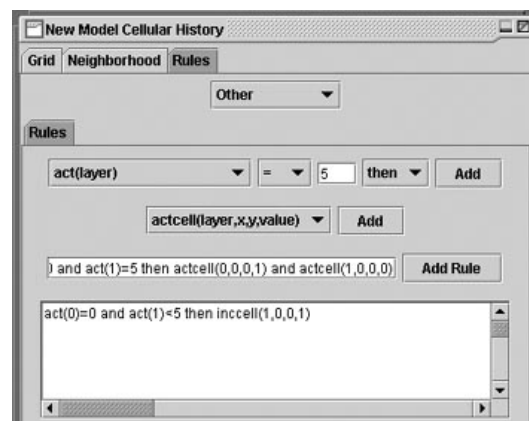 New Model Cellular History
Grid Neighborhood Rules
Other
Rules
act(layer) = 5 then Add
actcell(layer,x,y,value) Add
and act(1)=5 then actcell(0,0,0,1) and actcell(1,0,0,0) Add Rule
act(0)=0 and act(1)<5 then inccell(1,0,0,1)